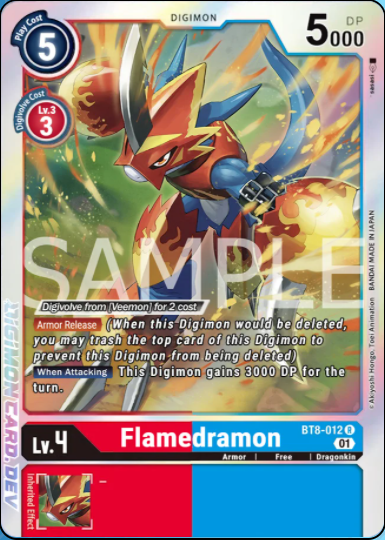 Play Cost
5
DIGIMON
DP
5000
Digivolve Cost
Lv.3
3
sasasi
SAMPLE
Digivolve from [Veemon] for 2 cost
Armor Release (When this Digimon would be deleted,
you may trash the top card of this Digimon to
prevent this Digimon from being deleted)
When Attacking This Digimon gains 3000 DP for the
turn.
©Akiyoshi Hongo, Toei Animation BANDAI MADE IN JAPAN
DIGIMONCARD.DEV
Lv.4
Flamedramon
BT8-012 R
01
Armor | Free | Dragonkin
Inherited Effect
-